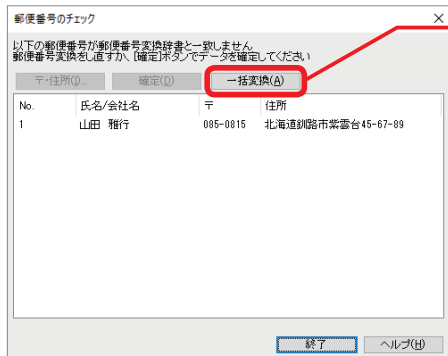 郵便番号のチェック
以下の郵便番号が郵便番号変換辞書と一致しません
郵便番号変換をし直すか、[確定]ボタンでデータを確定してください
〒・住所(J)... 確定(D) 一括変換(A)
No. 氏名/会社名 〒 住所
1 山田 雅行 085-0815 北海道釧路市紫雲台45-67-89
終了 ヘルプ(H)